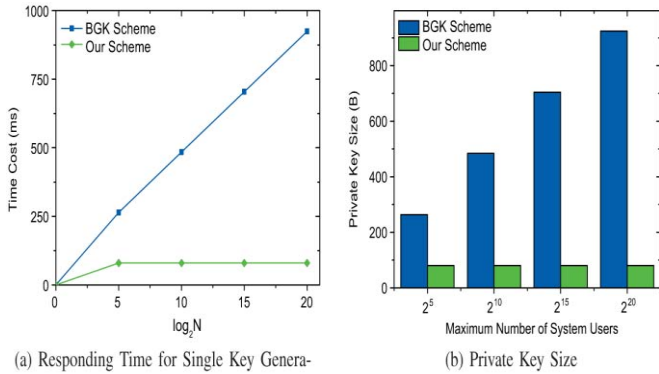 1000
750
500
250
0
Time Cost (ms)
BGK Scheme
Our Scheme
0 5 10 15 20
log2N
(a) Responding Time for Single Key Genera-
800
600
400
200
0
Private Key Size (B)
BGK Scheme
Our Scheme
2^5 2^10 2^15 2^20
Maximum Number of System Users
(b) Private Key Size